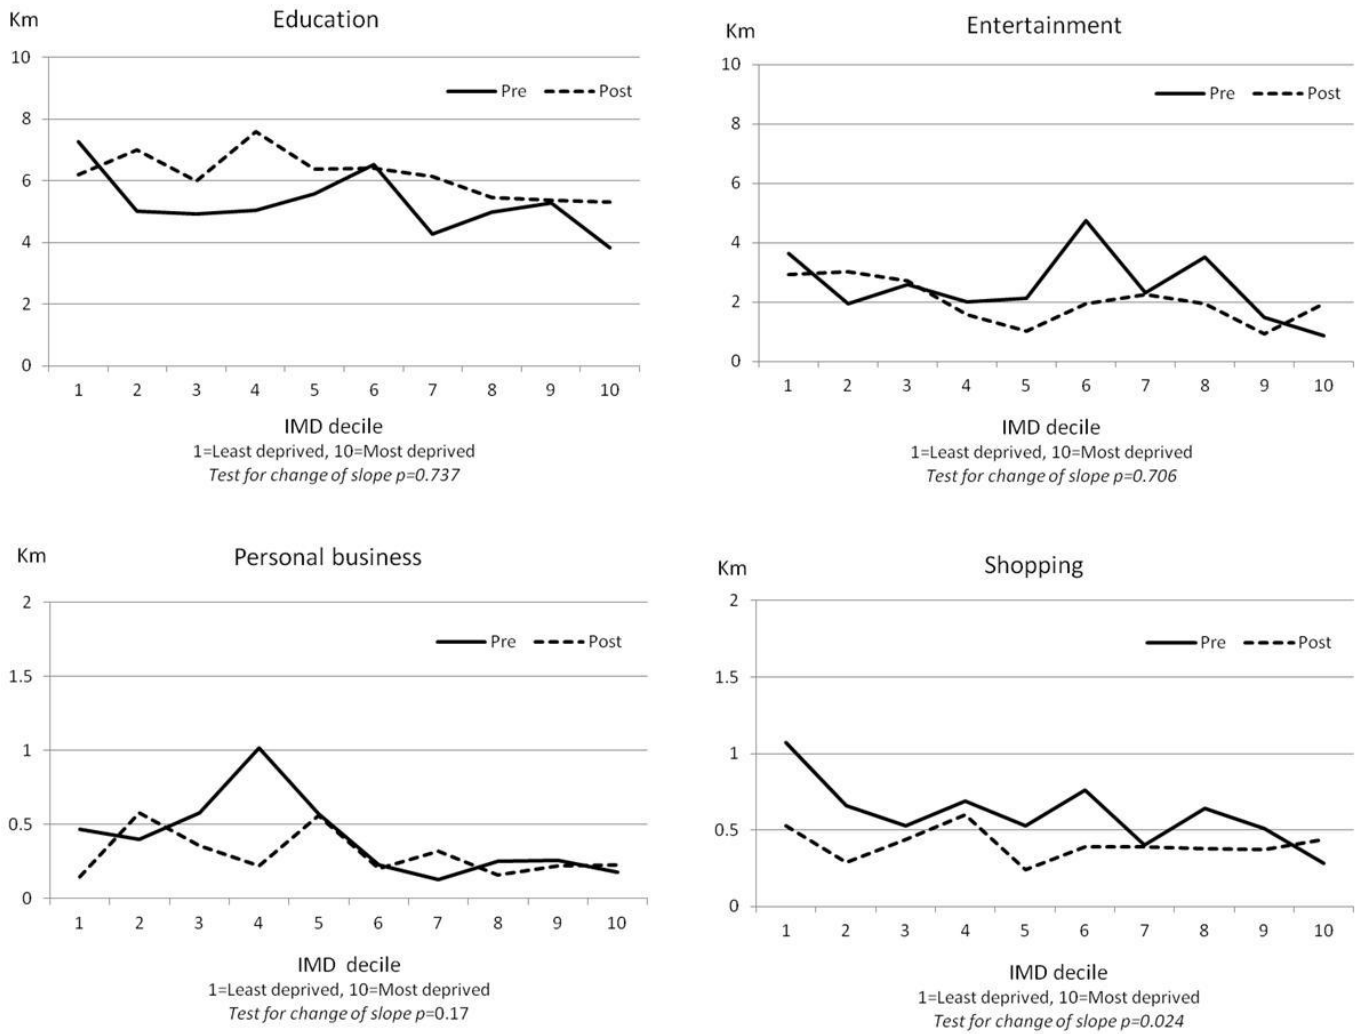 Education
Km
10
8
6
4
2
0
Pre Post
1 2 3 4 5 6 7 8 9 10
IMD decile
1=Least deprived, 10=Most deprived
Test for change of slope p=0.737
Entertainment
Km
10
8
6
4
2
0
Pre Post
1 2 3 4 5 6 7 8 9 10
IMD decile
1=Least deprived, 10=Most deprived
Test for change of slope p=0.706
Personal business
Km
2
1.5
1
0.5
0
Pre Post
1 2 3 4 5 6 7 8 9 10
IMD decile
1=Least deprived, 10=Most deprived
Test for change of slope p=0.17
Shopping
Km
2
1.5
1
0.5
0
Pre Post
1 2 3 4 5 6 7 8 9 10
IMD decile
1=Least deprived, 10=Most deprived
Test for change of slope p=0.024